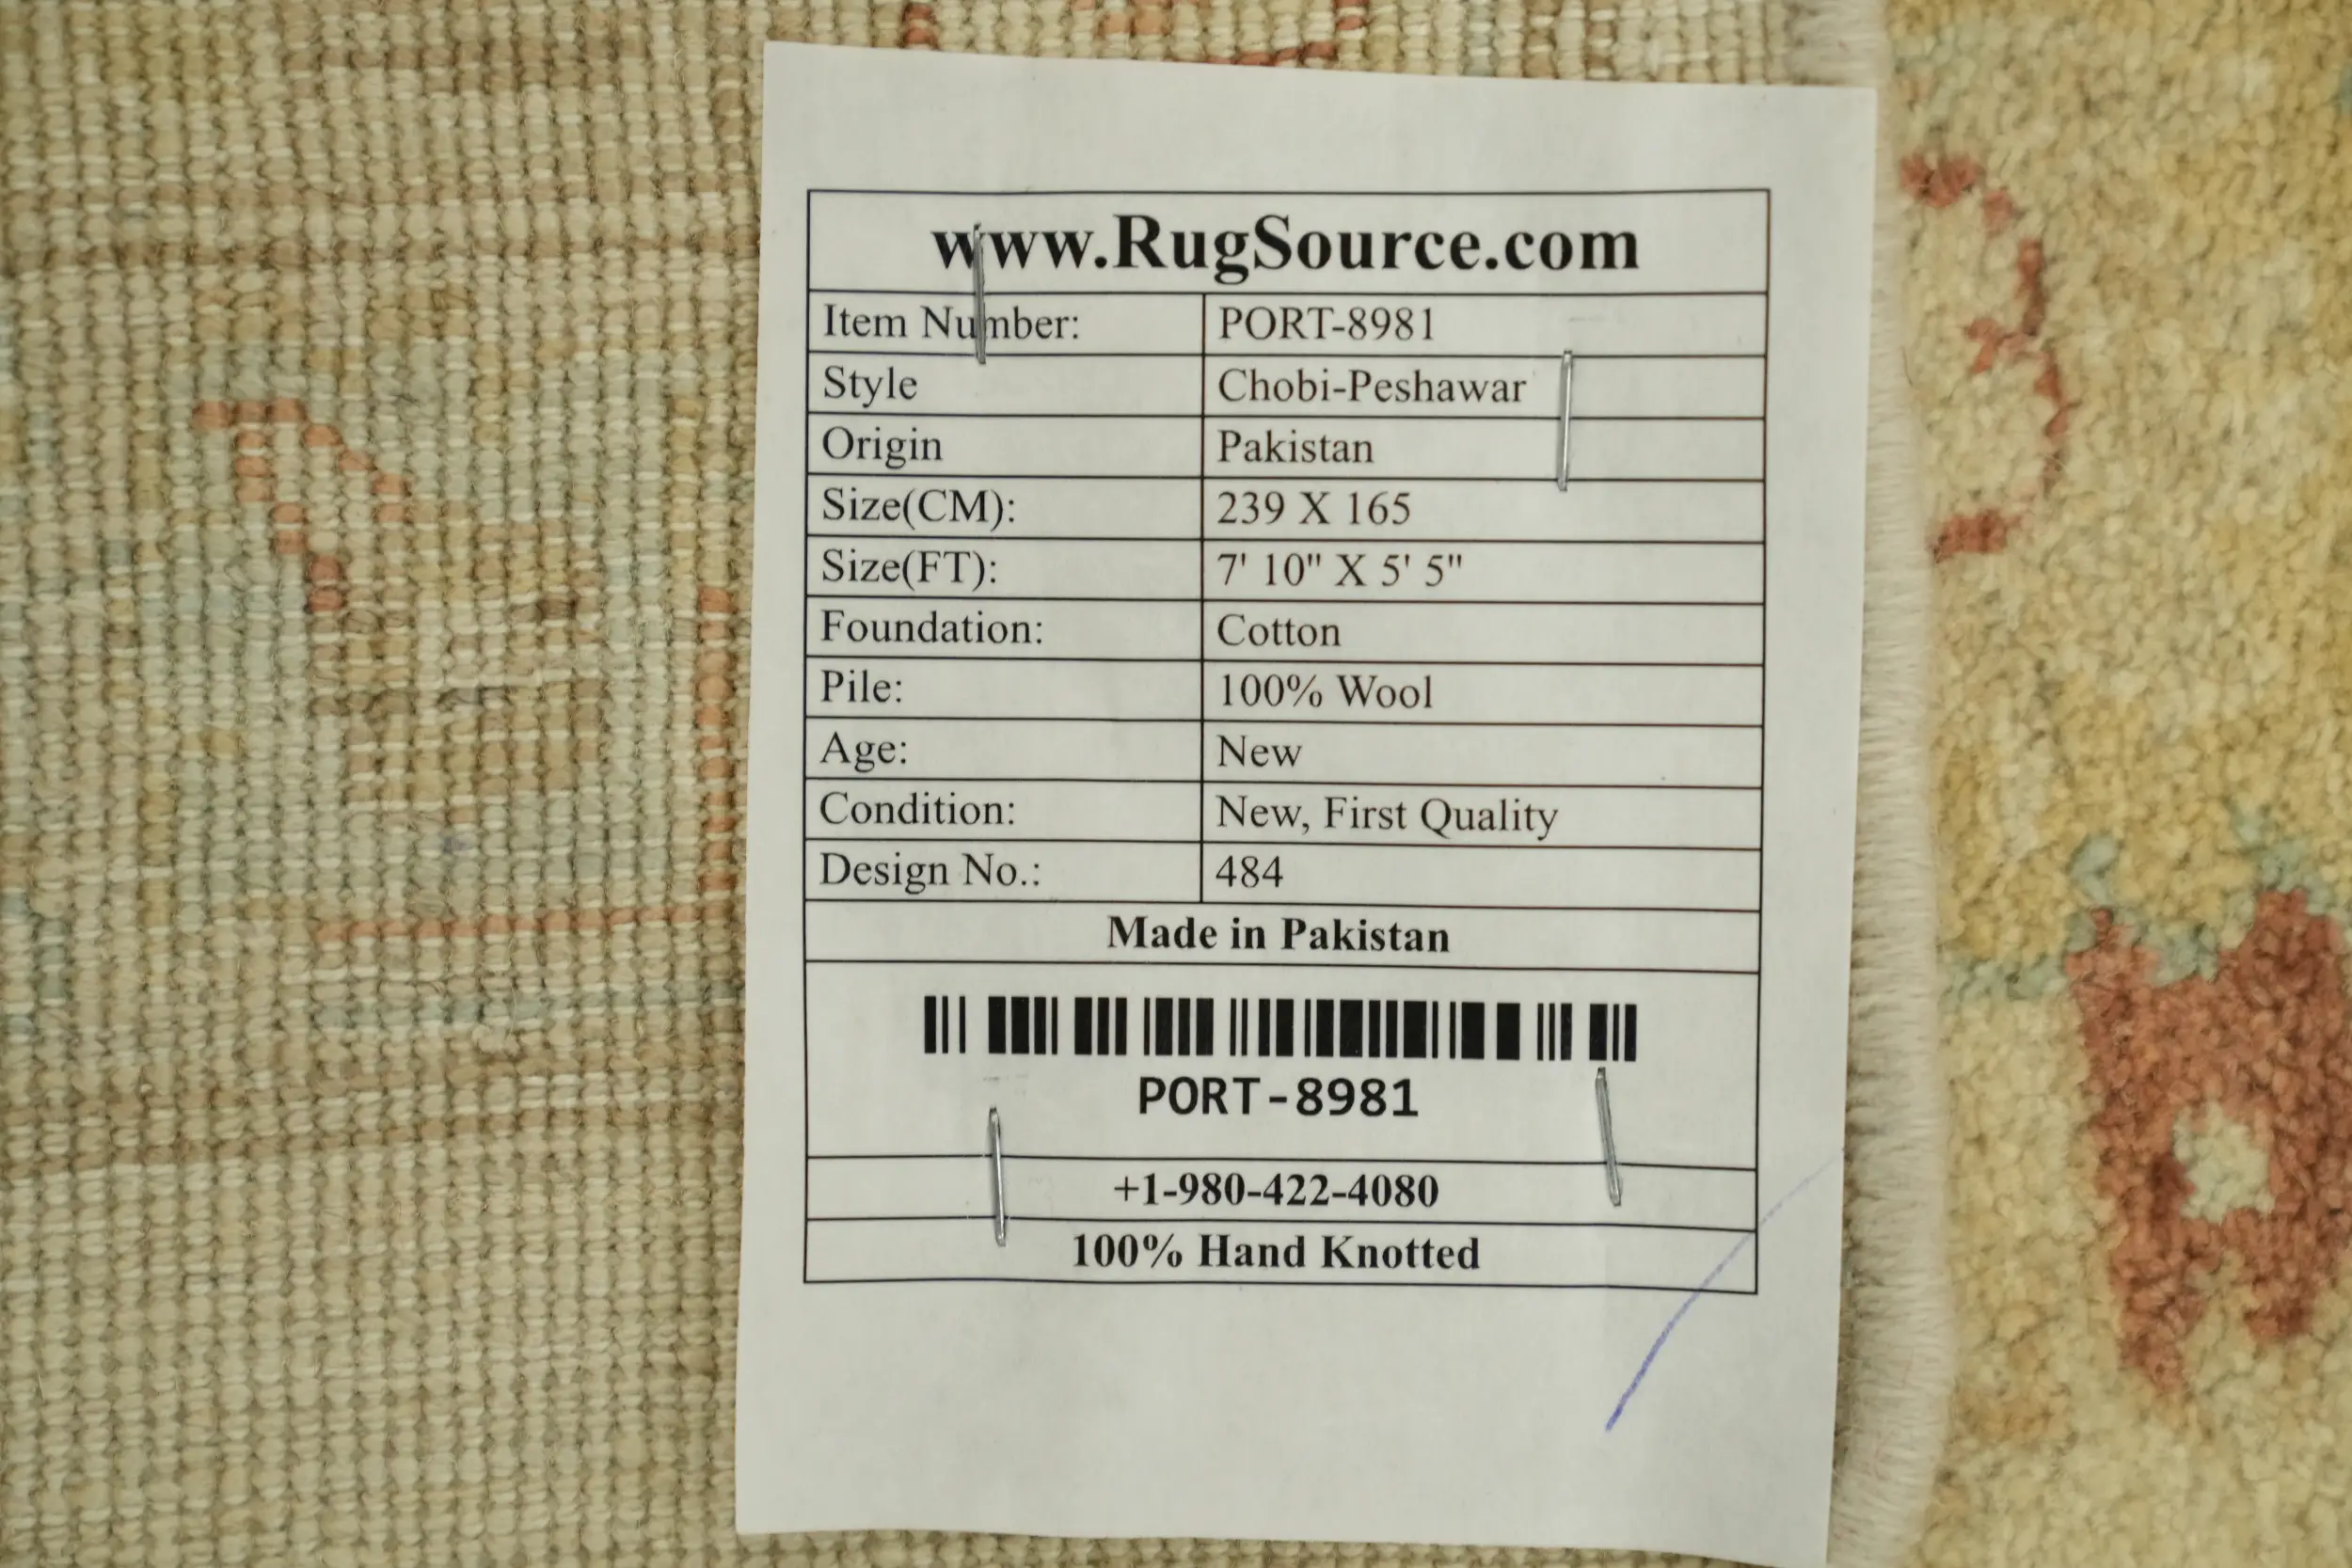 www.RugSource.com
Item Number: PORT-8981
Style Chobi-Peshawar
Origin Pakistan
Size(CM): 239 X 165
Size(FT): 7' 10" X 5' 5"
Foundation: Cotton
Pile: 100% Wool
Age: New
Condition: New, First Quality
Design No.: 484
Made in Pakistan
PORT-8981
+1-980-422-4080
100% Hand Knotted